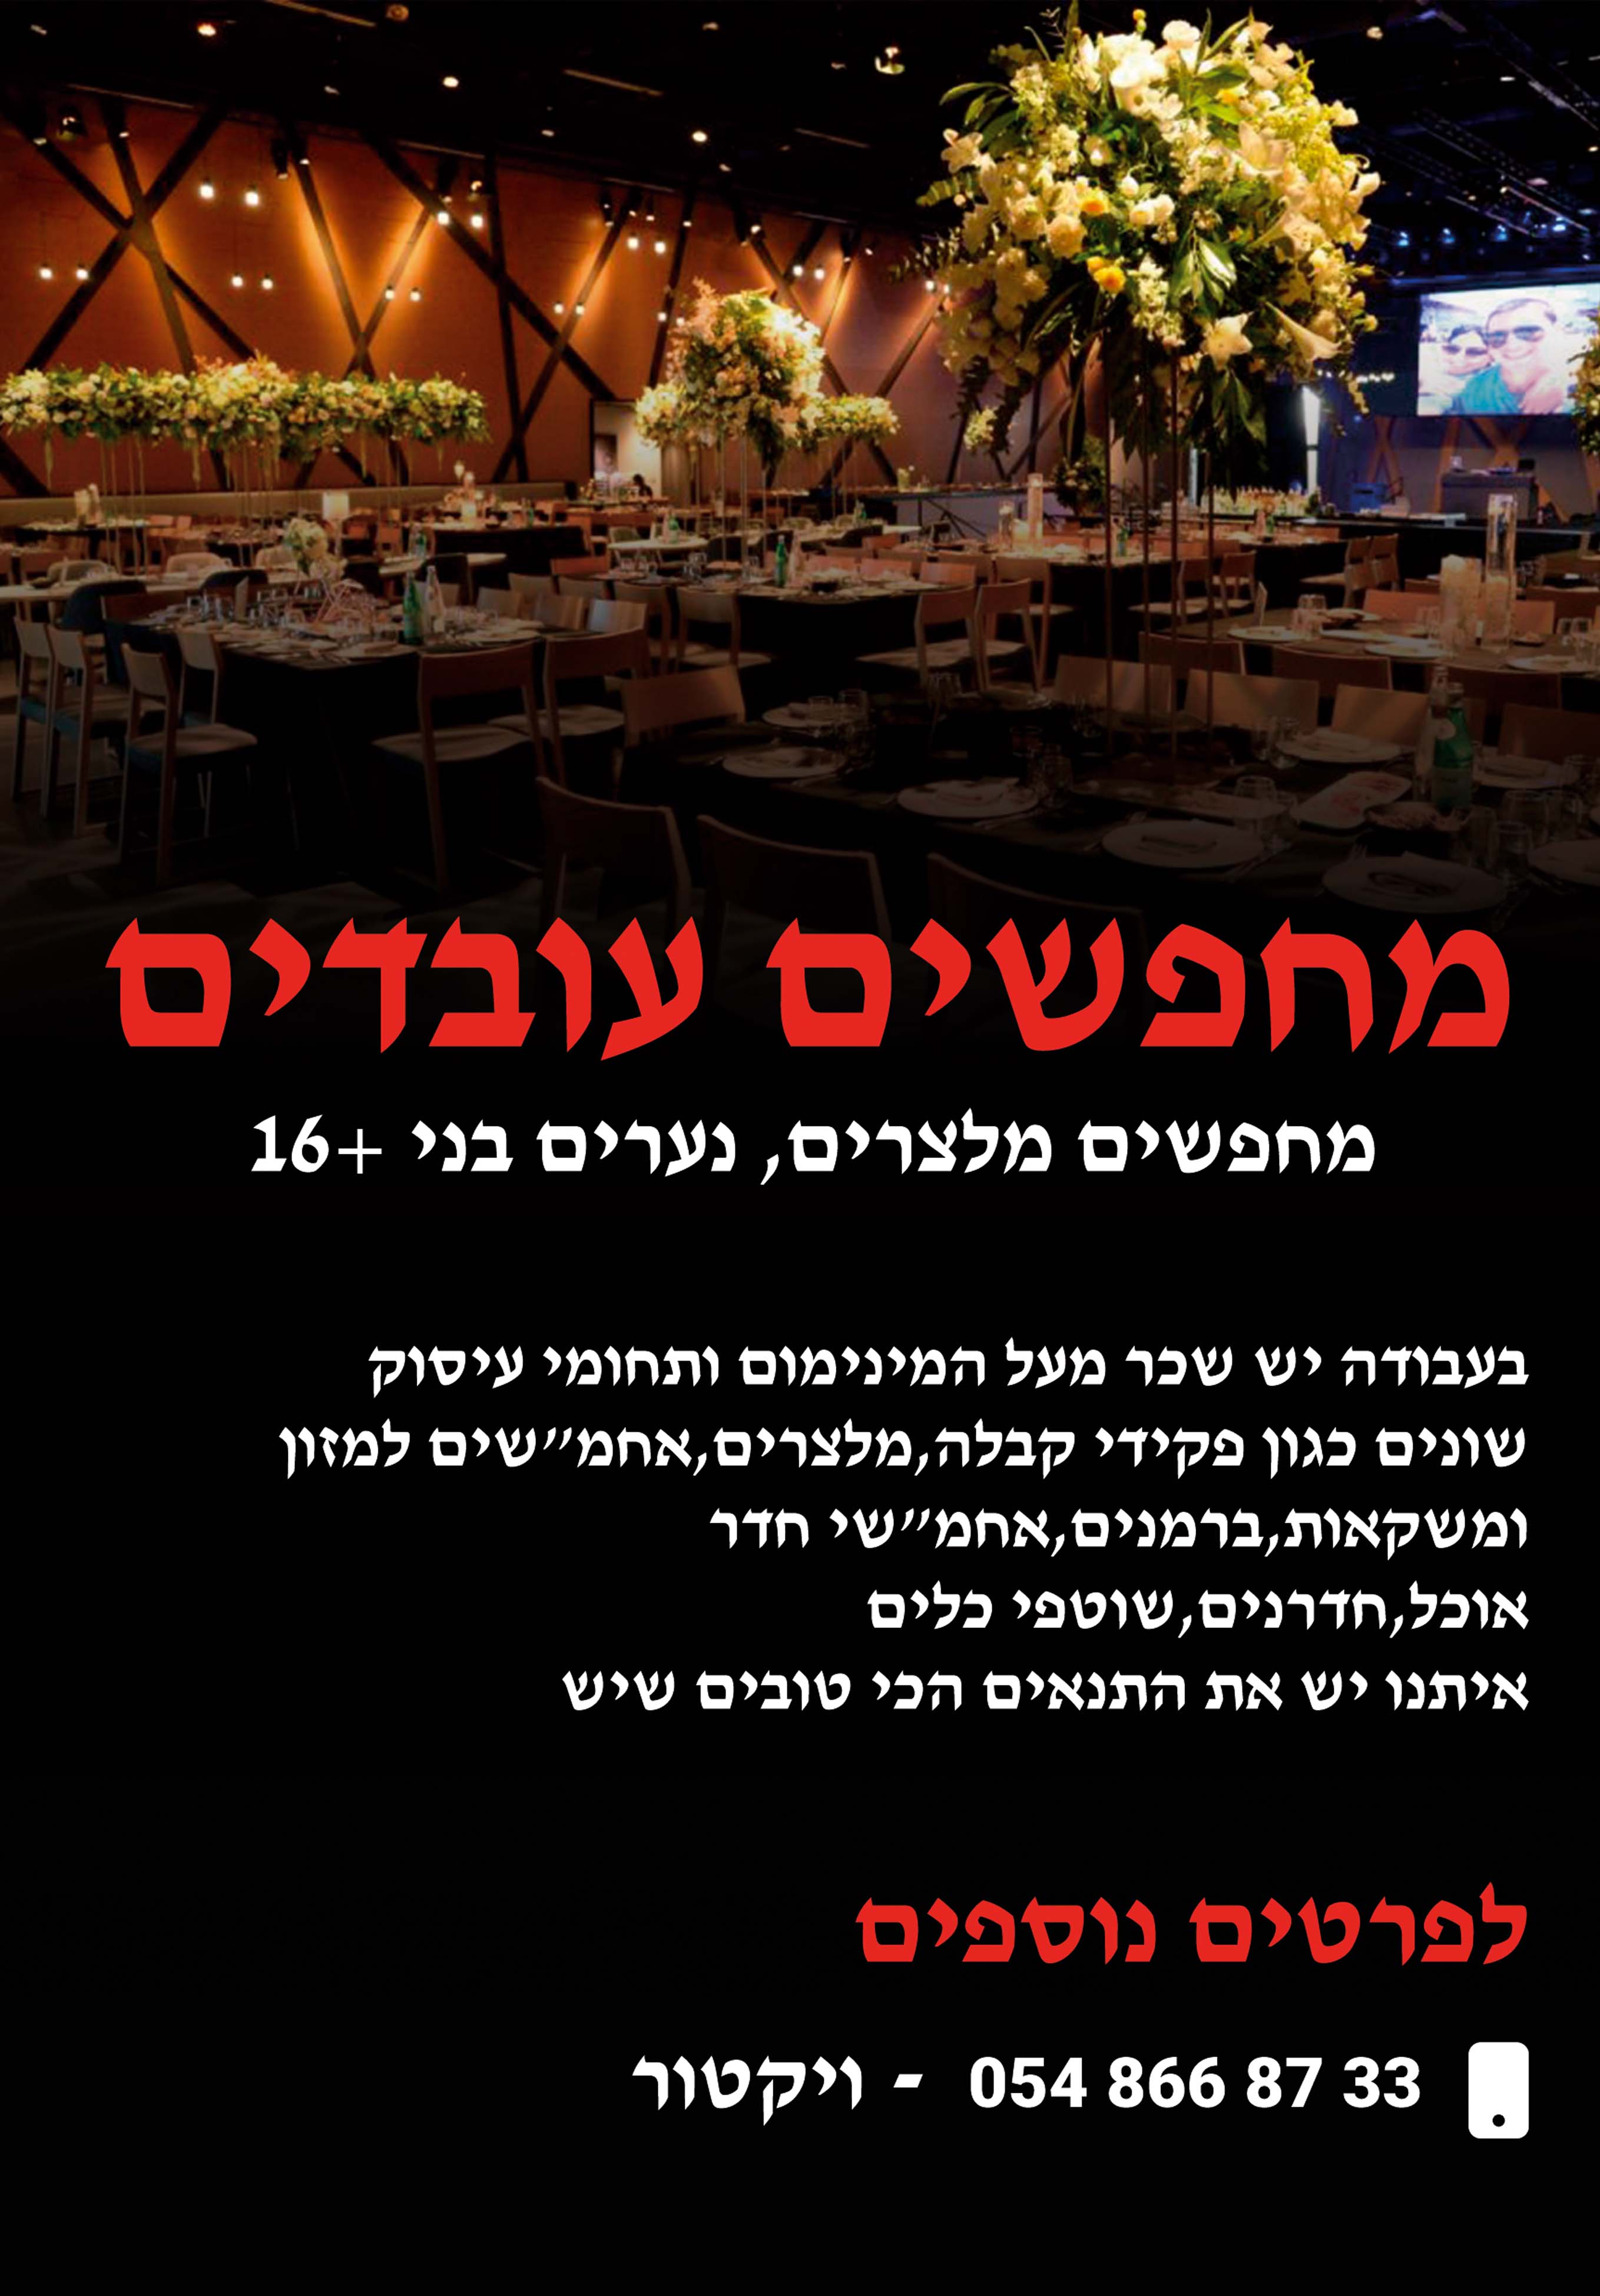 מחפשים עובדים
מחפשים מלצרים, נערים בני 16+
בעבודה יש שכר מעל המינימום ותחומי עיסוק
שונים כגון פקידי קבלה,מלצרים,אחמ״שים למזון
ומשקאות,ברמנים,אחמ״שי חדר
אוכל,חדרנים,שוטפי כלים
איתנו יש את התנאים הכי טובים שיש
לפרטים נוספים
054 866 87 33 - ויקטור